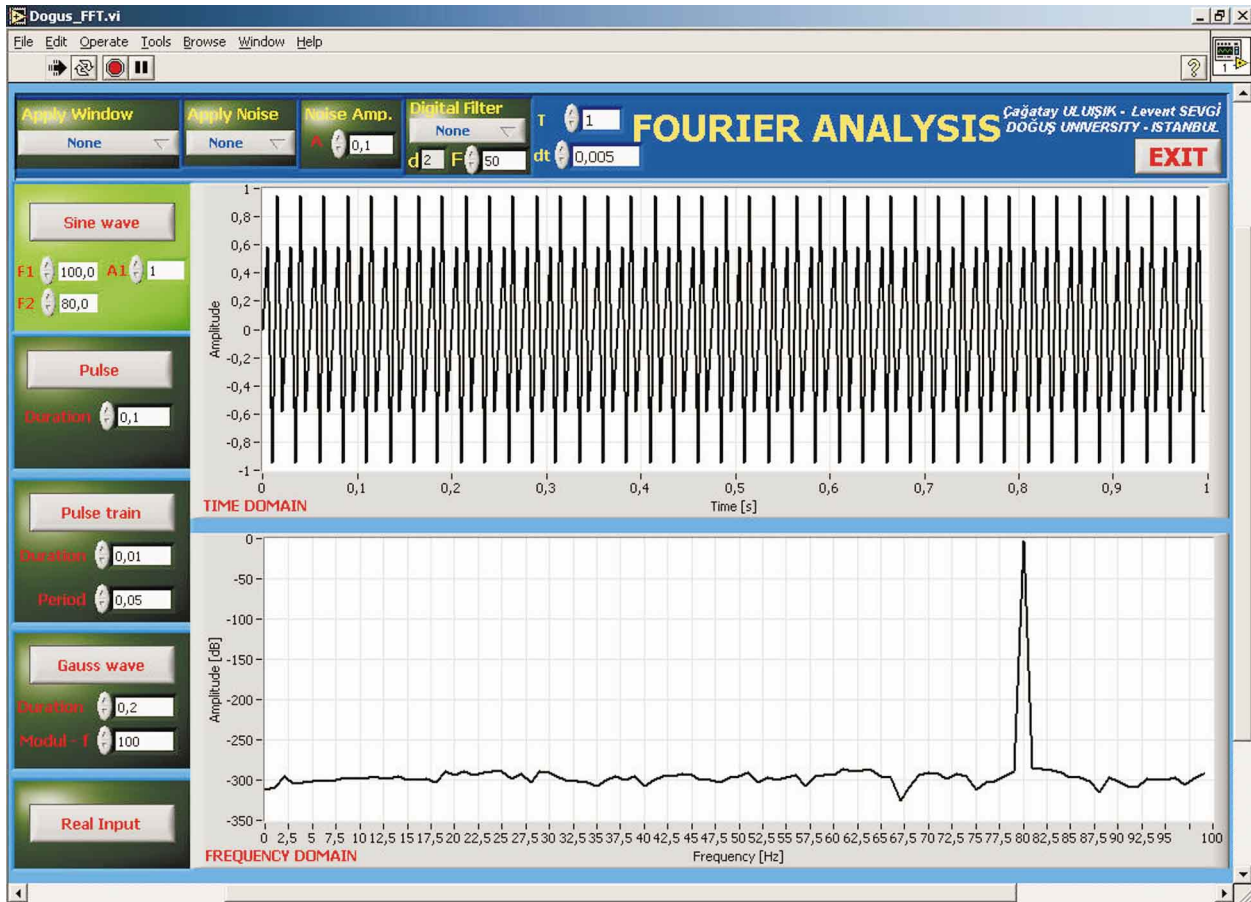 Dogus_FFT.vi
File Edit Operate Tools Browse Window Help
1
Apply Window
None
Apply Noise
None
Noise Amp.
A 0,1
Digital Filter
None
d 2 F 50
T 1
dt 0,005
FOURIER ANALYSIS
Çağatay ULUIŞIK - Levent SEVGİ
DOĞUŞ UNIVERSITY - ISTANBUL
EXIT
Sine wave
F1 100,0 A1 1
F2 80,0
Pulse
Duration 0,1
Pulse train
Duration 0,01
Period 0,05
Gauss wave
Duration 0,2
Modul - f 100
Real Input
Amplitude
1
0,8
0,6
0,4
0,2
0
-0,2
-0,4
-0,6
-0,8
-1
0 0,1 0,2 0,3 0,4 0,5 0,6 0,7 0,8 0,9 1
TIME DOMAIN
Time [s]
Amplitude [dB]
0
-50
-100
-150
-200
-250
-300
-350
0 2,5 5 7,5 10 12,5 15 17,5 20 22,5 25 27,5 30 32,5 35 37,5 40 42,5 45 47,5 50 52,5 55 57,5 60 62,5 65 67,5 70 72,5 75 77,5 80 82,5 85 87,5 90 92,5 95 100
FREQUENCY DOMAIN
Frequency [Hz]